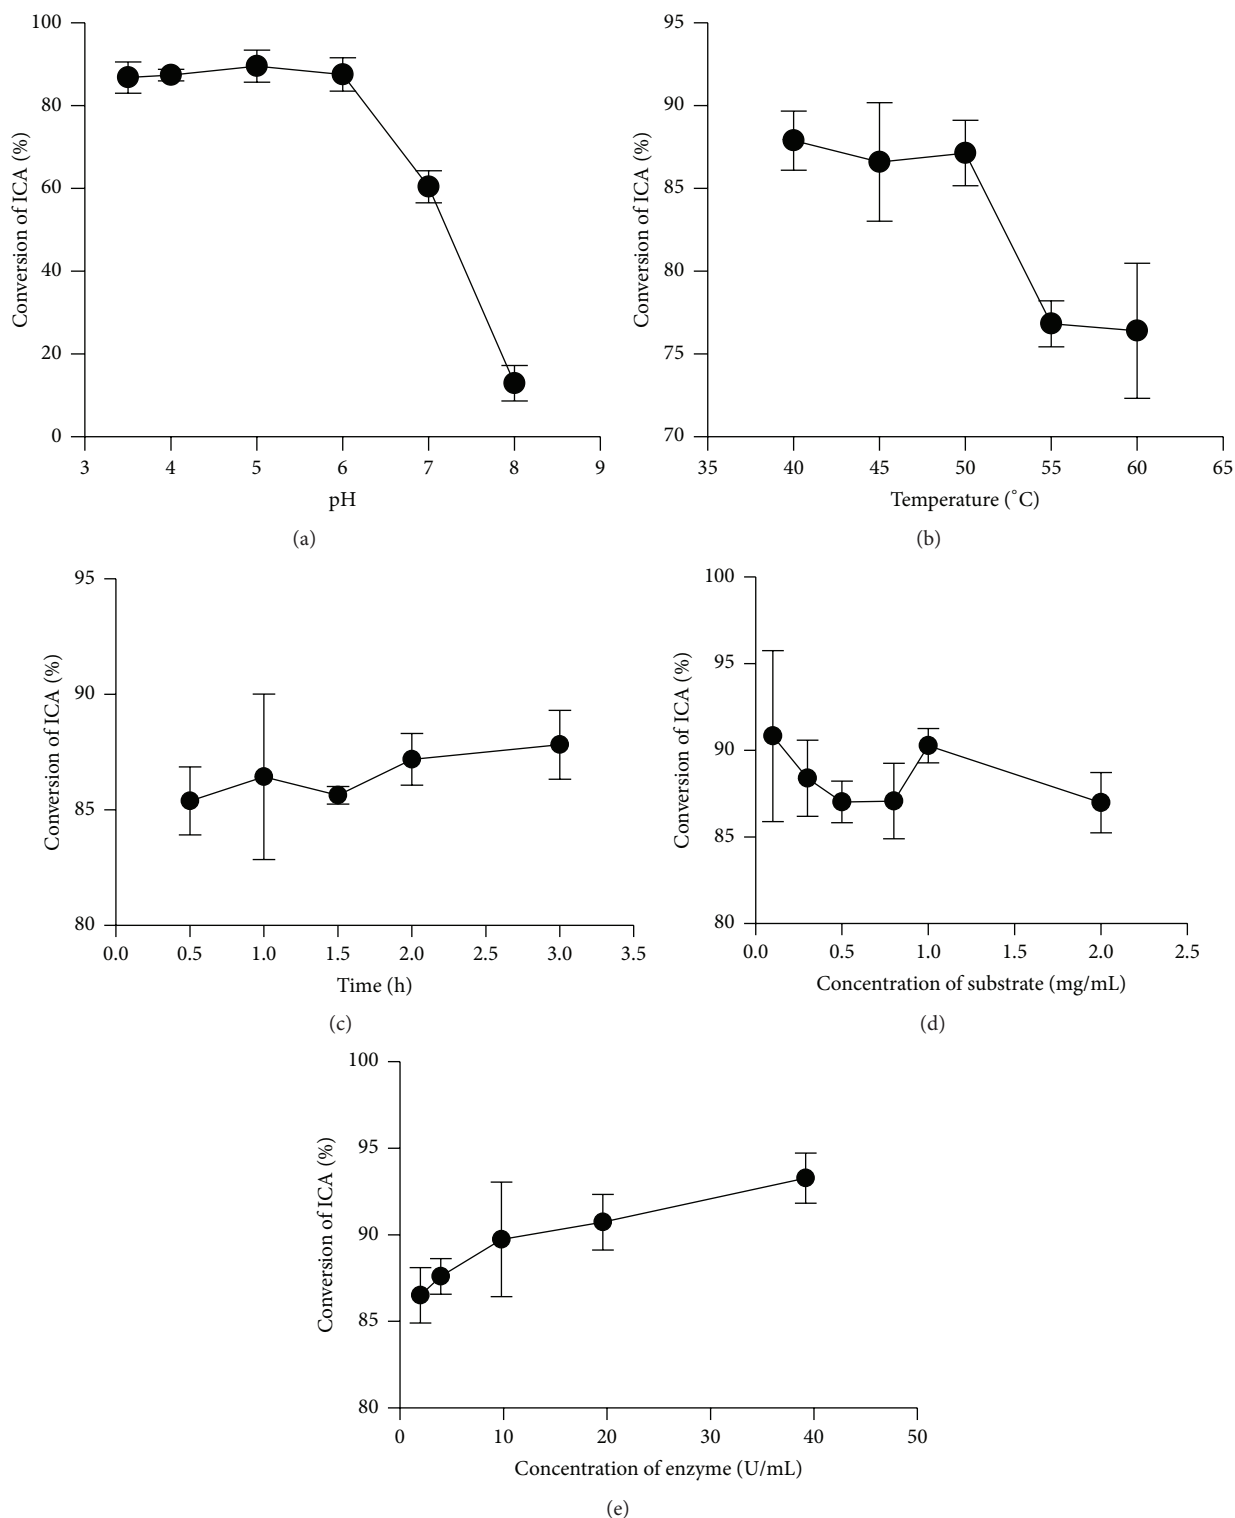 100
80
60
40
20
0
Conversion of ICA (%)
3 4 5 6 7 8 9
pH
(a)
95
90
85
80
75
70
Conversion of ICA (%)
35 40 45 50 55 60 65
Temperature (˚C)
(b)
95
90
85
80
Conversion of ICA (%)
0.0 0.5 1.0 1.5 2.0 2.5 3.0 3.5
Time (h)
(c)
100
95
90
85
80
Conversion of ICA (%)
0.0 0.5 1.0 1.5 2.0 2.5
Concentration of substrate (mg/mL)
(d)
100
95
90
85
80
Conversion of ICA (%)
0 10 20 30 40 50
Concentration of enzyme (U/mL)
(e)